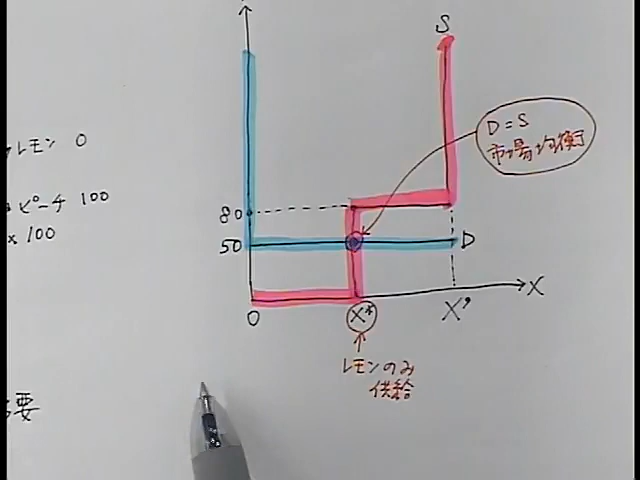 S
D=S
市場均衡
レモン 0
ピーチ 100
x 100
80
50
D
X
0
X*
X'
レモンのみ
供給
要